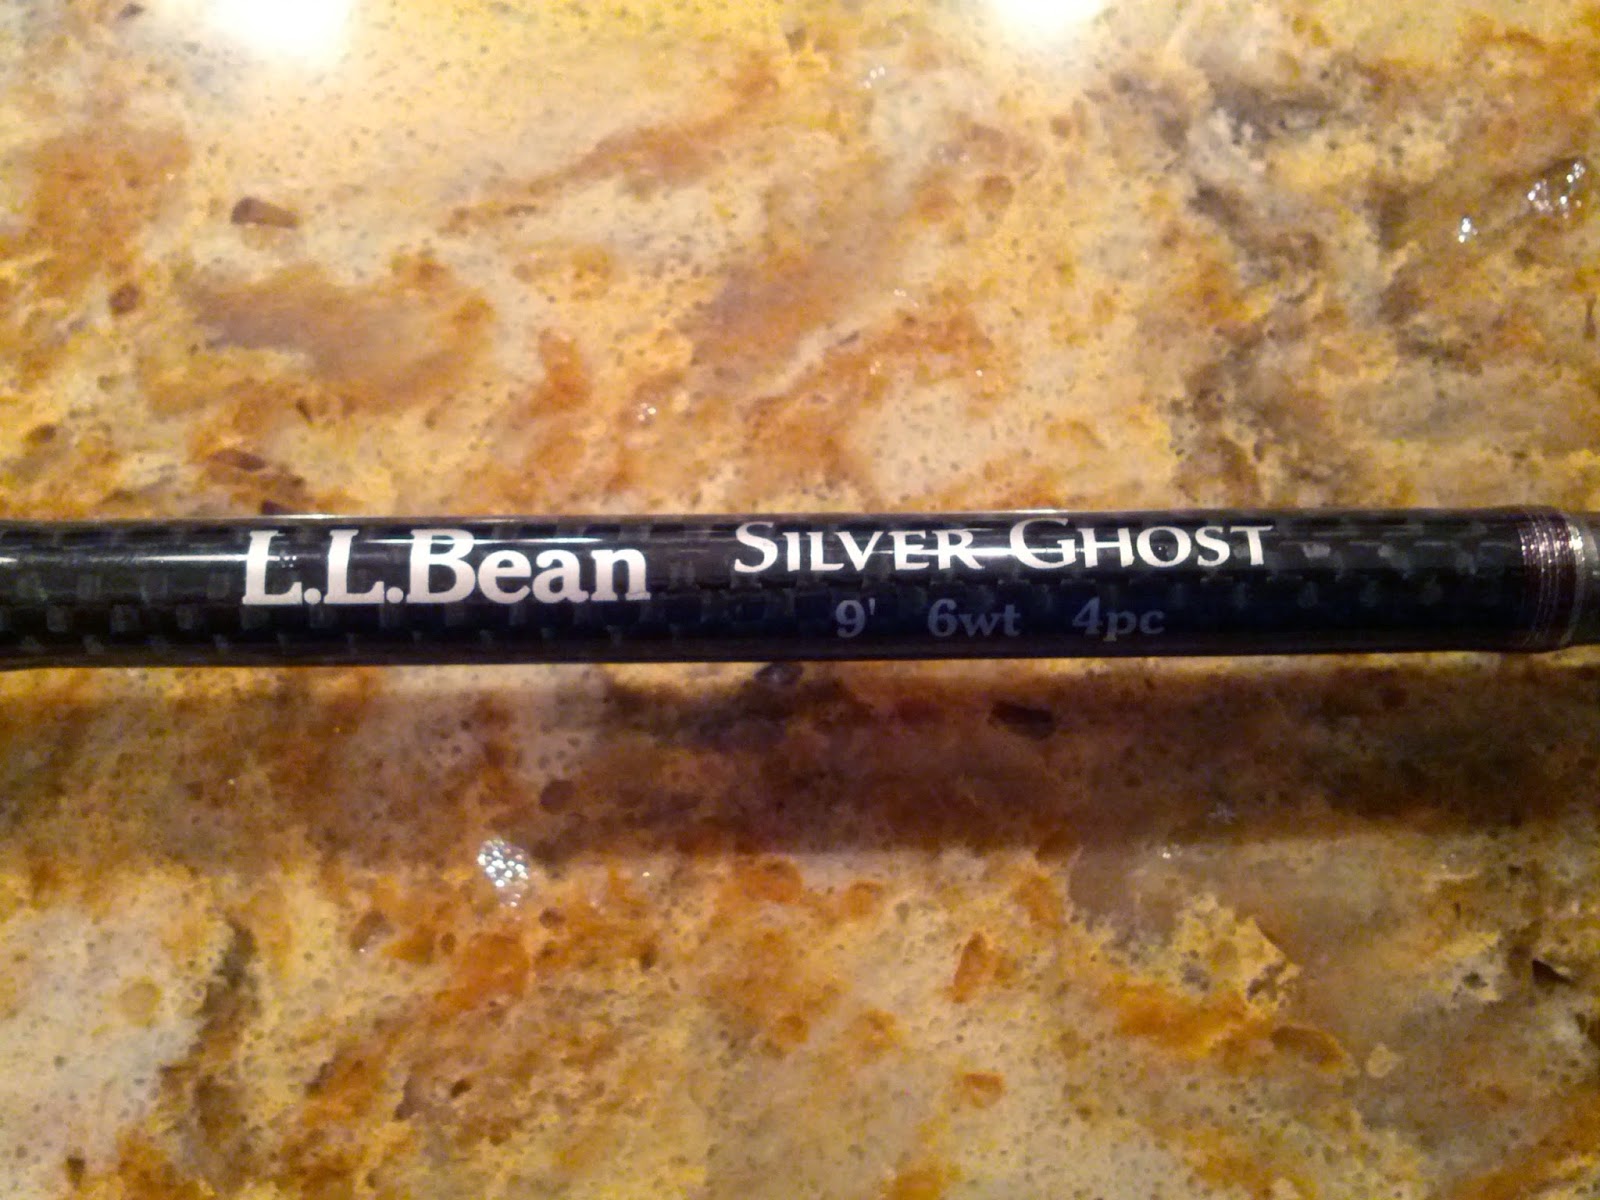 L.L.Bean SILVER GHOST
9' 6wt 4pc